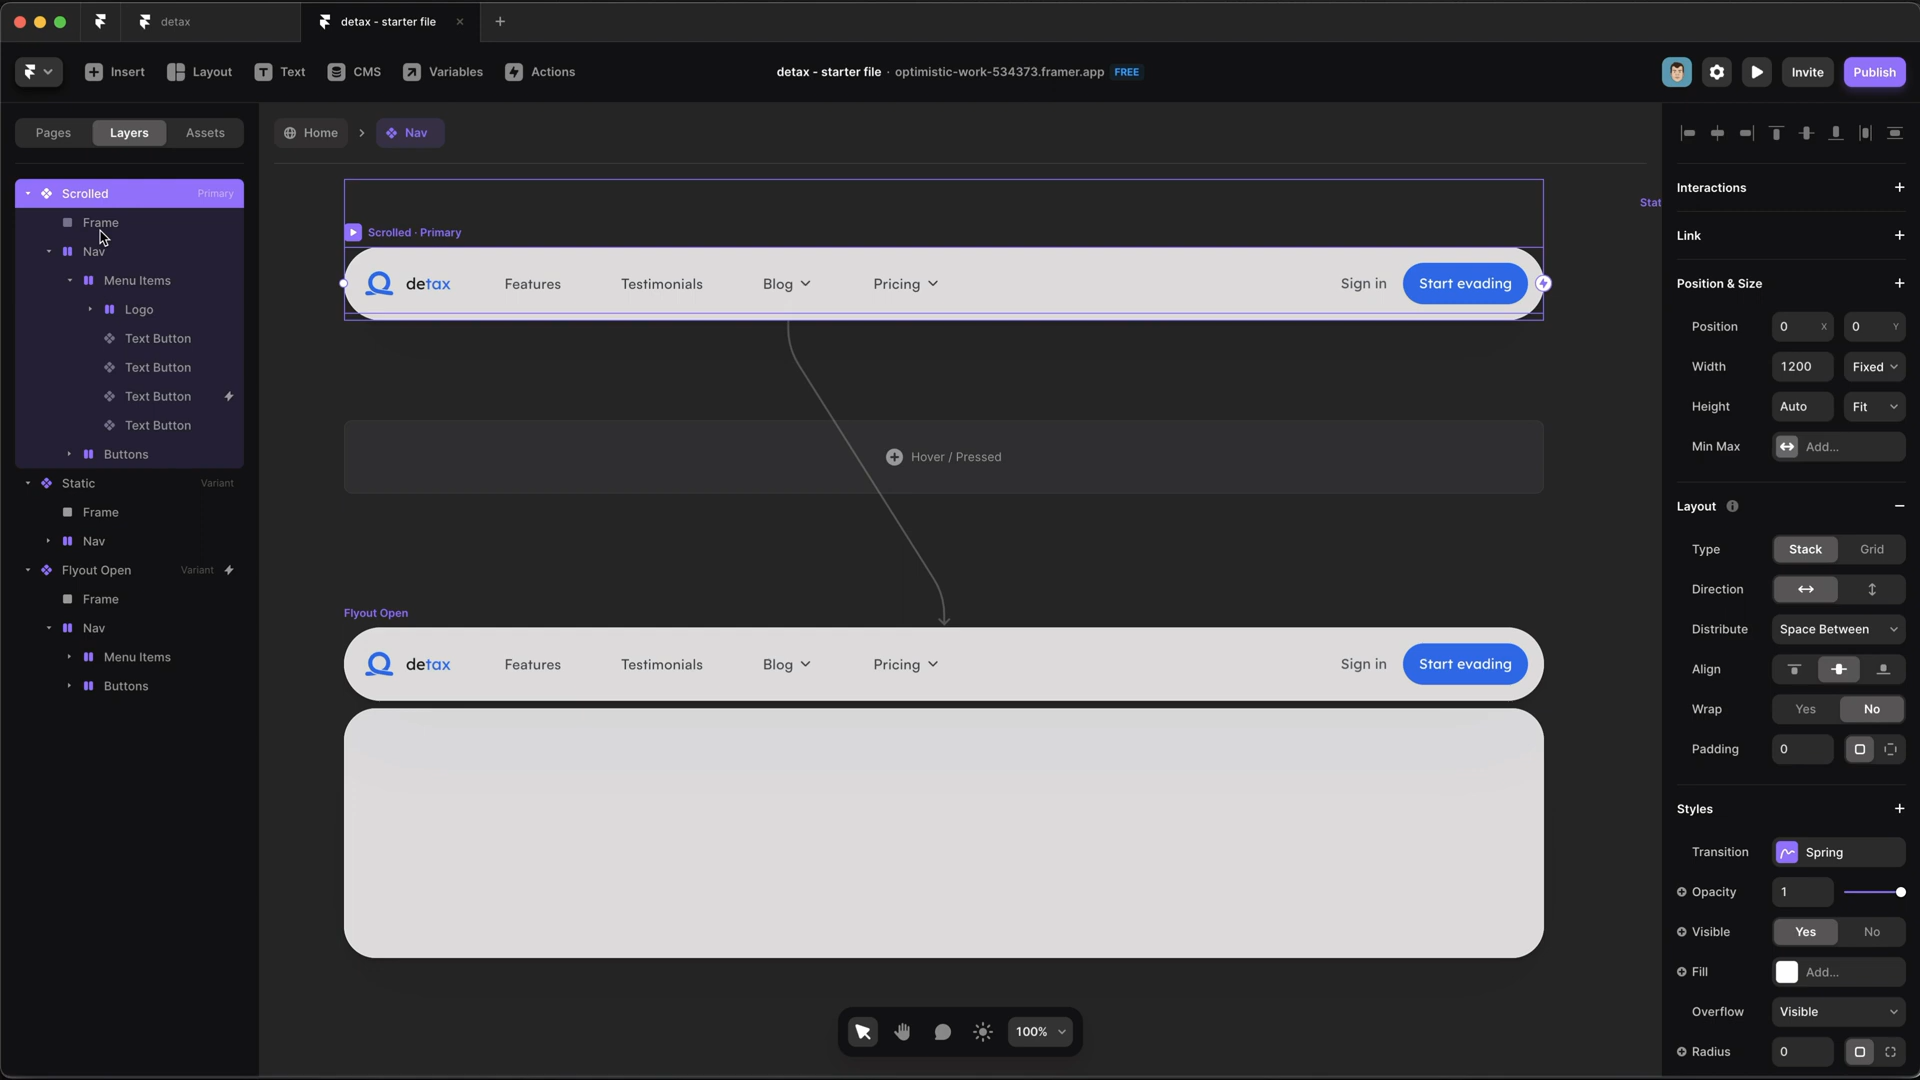 detax
detax - starter file
Insert
Layout
Text
CMS
Variables
Actions
detax - starter file · optimistic-work-534373.framer.app FREE
Invite
Publish
Pages
Layers
Assets
Home
Nav
Scrolled Primary
Frame
Nav
Menu Items
Logo
Text Button
Text Button
Text Button
Text Button
Buttons
Static Variant
Frame
Nav
Flyout Open Variant
Frame
Nav
Menu Items
Buttons
Stat
Scrolled · Primary
detax Features Testimonials Blog Pricing Sign in Start evading
Hover / Pressed
Flyout Open
detax Features Testimonials Blog Pricing Sign in Start evading
100%
Interactions
Link
Position & Size
Position 0 X 0 Y
Width 1200 Fixed
Height Auto Fit
Min Max Add...
Layout
Type Stack Grid
Direction
Distribute Space Between
Align
Wrap Yes No
Padding 0
Styles
Transition Spring
Opacity 1
Visible Yes No
Fill Add...
Overflow Visible
Radius 0